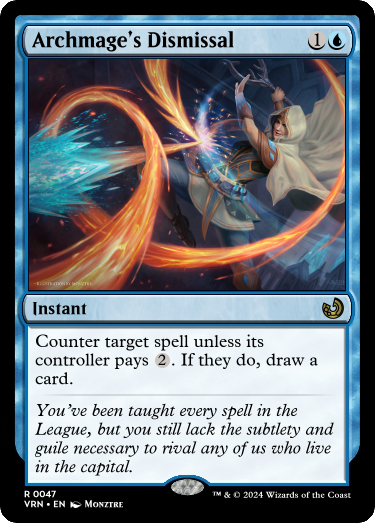 Archmage's Dismissal 1
Instant
Counter target spell unless its
controller pays 2. If they do, draw a
card.
You've been taught every spell in the
League, but you still lack the subtlety and
guile necessary to rival any of us who live
in the capital.
R 0047
VRN • EN Monztre
™ & © 2024 Wizards of the Coast